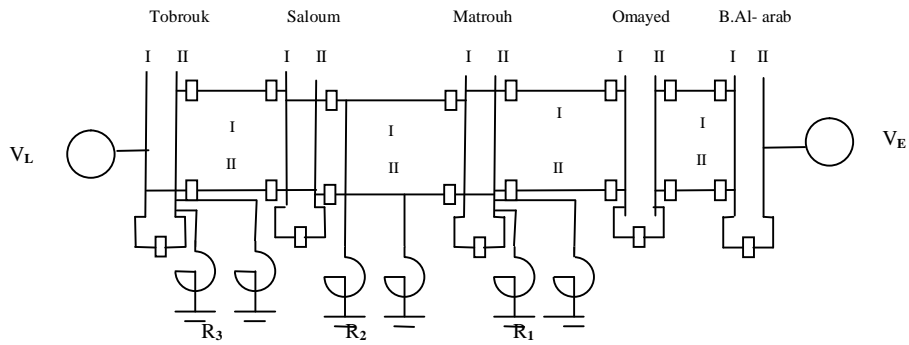 Tobrouk Saloum Matrouh Omayed B.Al- arab
I II I II I II I II I II
I I I I
V_L II II II II V_E
R_3 R_2 R_1